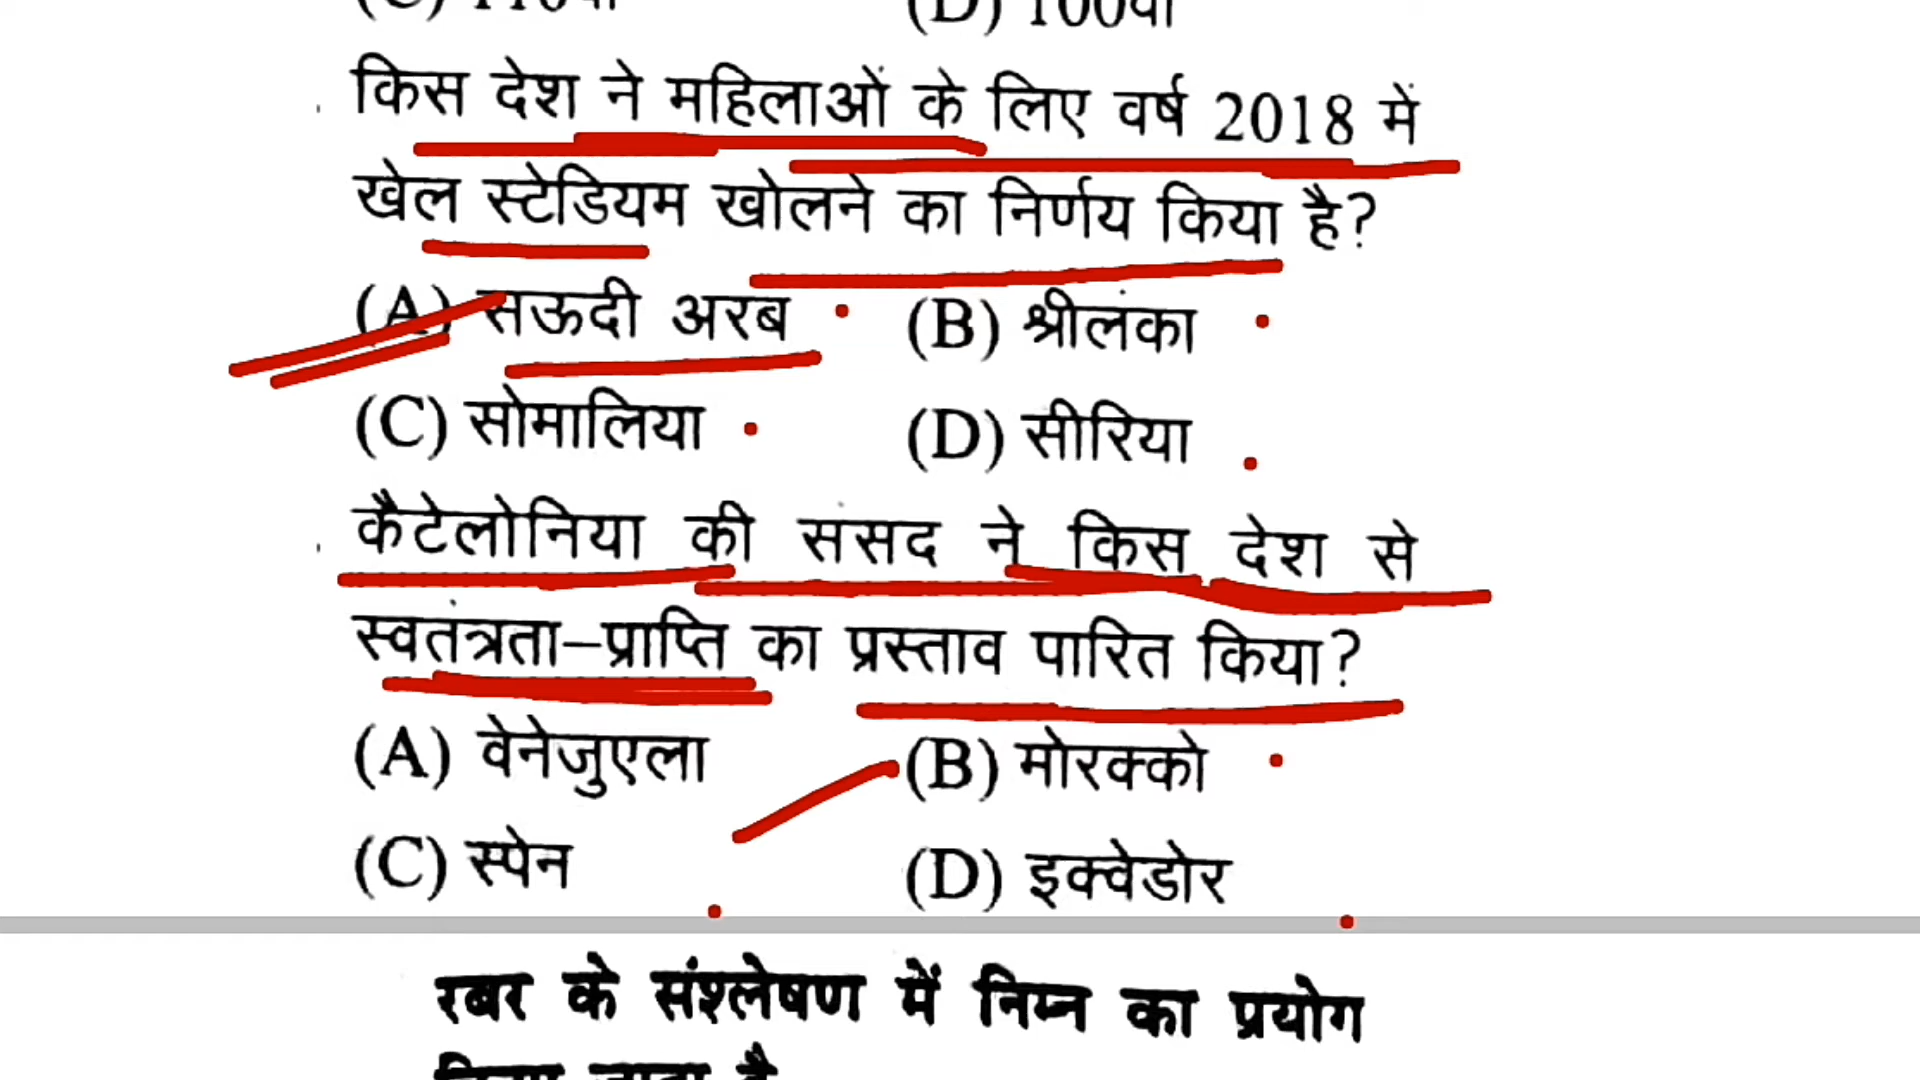 किस देश ने महिलाओं के लिए वर्ष 2018 में
खेल स्टेडियम खोलने का निर्णय किया है?
(A) सऊदी अरब (B) श्रीलंका
(C) सोमालिया (D) सीरिया
कैटेलोनिया की संसद ने किस देश से
स्वतंत्रता–प्राप्ति का प्रस्ताव पारित किया?
(A) वेनेजुएला (B) मोरक्को
(C) स्पेन (D) इक्वेडोर
रबर के संश्लेषण में निम्न का प्रयोग